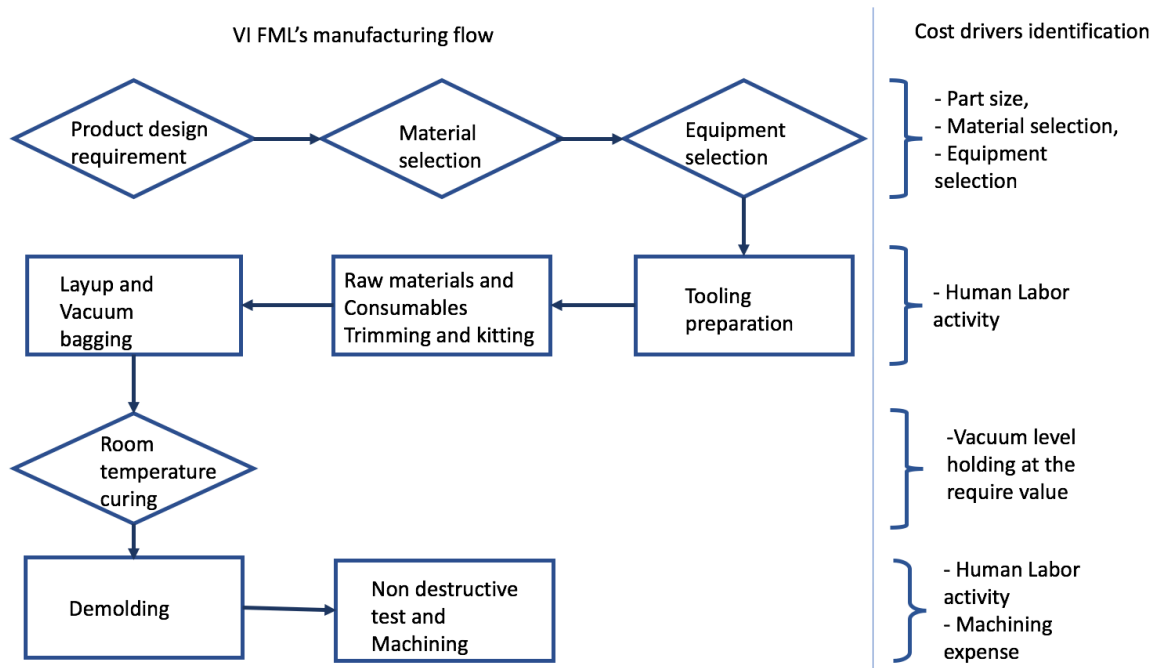 VI FML's manufacturing flow
Cost drivers identification
Product design
requirement
Material
selection
Equipment
selection
- Part size,
- Material selection,
- Equipment
selection
Layup and
Vacuum
bagging
Raw materials and
Consumables
Trimming and kitting
Tooling
preparation
- Human Labor
activity
Room
temperature
curing
-Vacuum level
holding at the
require value
Demolding
Non destructive
test and
Machining
- Human Labor
activity
- Machining
expense